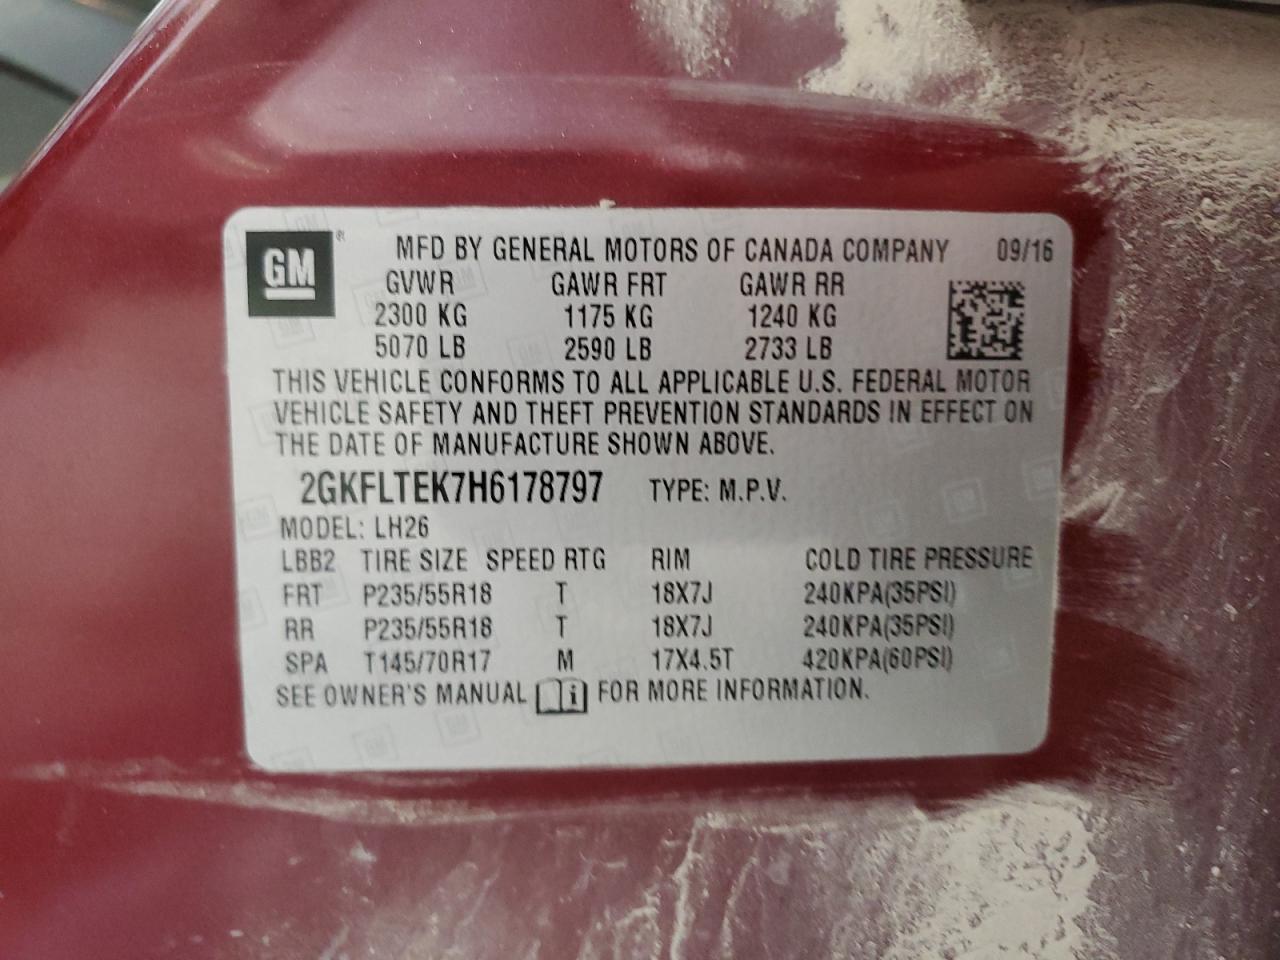 GM ® MFD BY GENERAL MOTORS OF CANADA COMPANY 09/16
GVWR GAWR FRT GAWR RR
2300 KG 1175 KG 1240 KG
5070 LB 2590 LB 2733 LB
THIS VEHICLE CONFORMS TO ALL APPLICABLE U.S. FEDERAL MOTOR
VEHICLE SAFETY AND THEFT PREVENTION STANDARDS IN EFFECT ON
THE DATE OF MANUFACTURE SHOWN ABOVE.
2GKFLTEK7H6178797 TYPE: M.P.V.
MODEL: LH26
LBB2 TIRE SIZE SPEED RTG RIM COLD TIRE PRESSURE
FRT P235/55R18 T 18X7J 240KPA(35PSI)
RR P235/55R18 T 18X7J 240KPA(35PSI)
SPA T145/70R17 M 17X4.5T 420KPA(60PSI)
SEE OWNER'S MANUAL i FOR MORE INFORMATION.